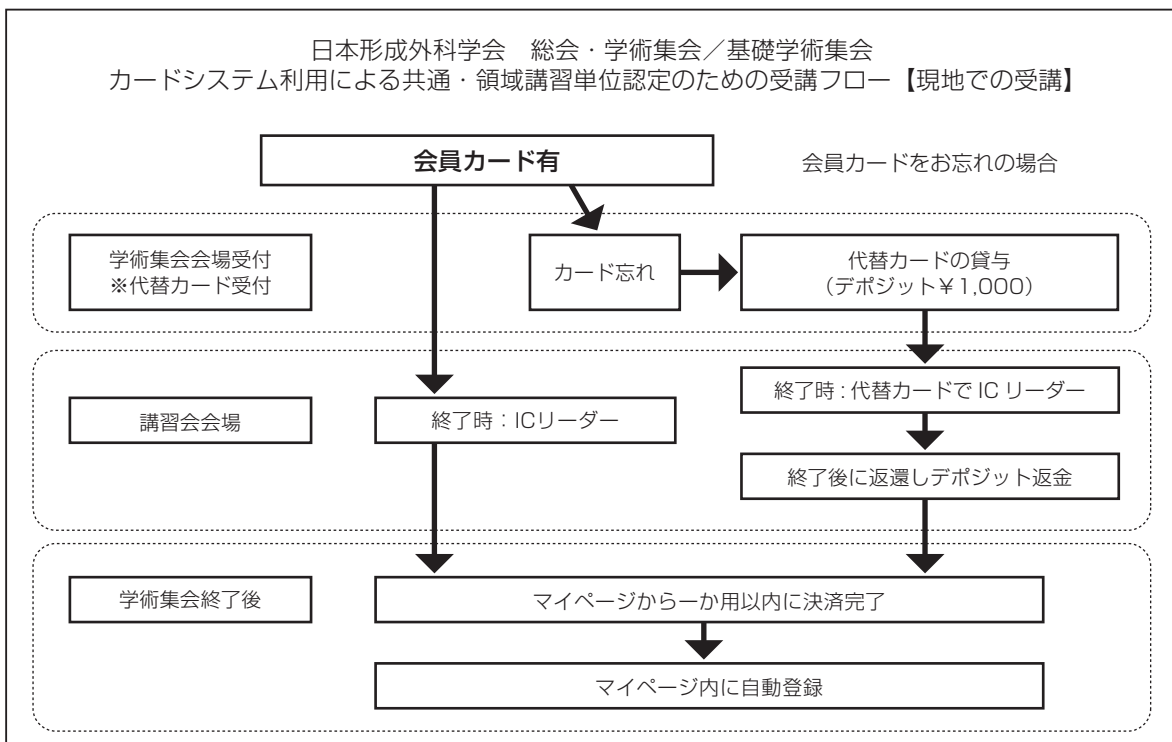 日本形成外科学会　総会・学術集会／基礎学術集会
カードシステム利用による共通・領域講習単位認定のための受講フロー【現地での受講】
会員カード有
会員カードをお忘れの場合
学術集会会場受付
※代替カード受付
カード忘れ
代替カードの貸与
（デポジット￥1,000）
講習会会場
終了時：ICリーダー
終了時：代替カードで IC リーダー
終了後に返還しデポジット返金
学術集会終了後
マイページから一か用以内に決済完了
マイページ内に自動登録